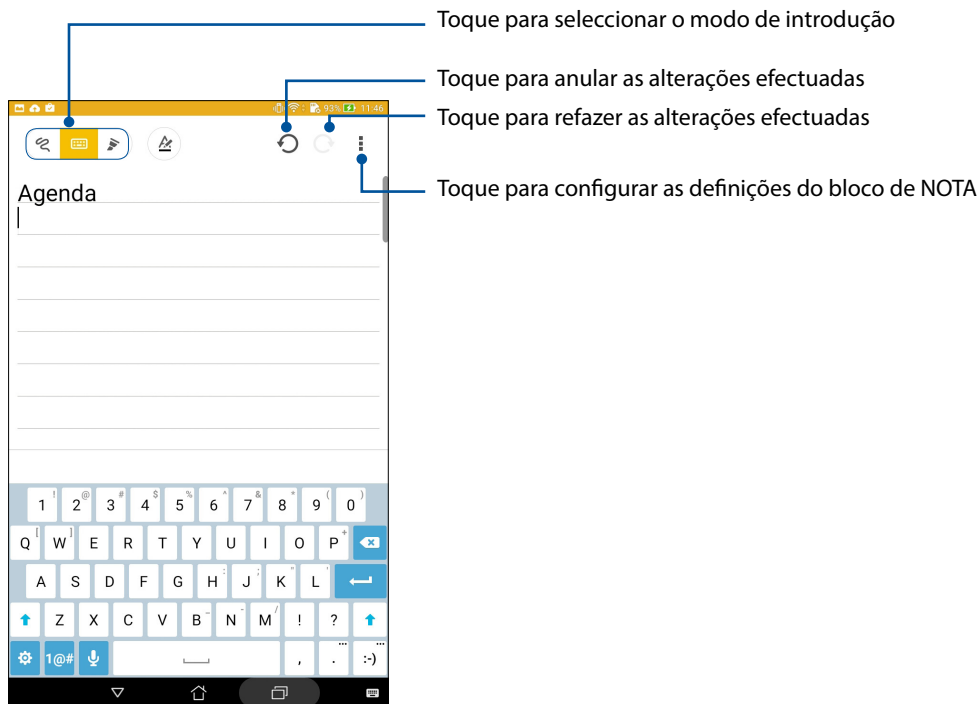 Toque para seleccionar o modo de introdução
Toque para anular as alterações efectuadas
Toque para refazer as alterações efectuadas
Toque para configurar as definições do bloco de NOTA
93% 11:46
Agenda
1 ! 2 @ 3 # 4 $ 5 % 6 ^ 7 & 8 * 9 ( 0 )
Q [ W ] E R T Y U I O P +
A S D F G H : J ; K " L '
Z X C V B _ N - M / ! ?
1@# , . ... :-) ...